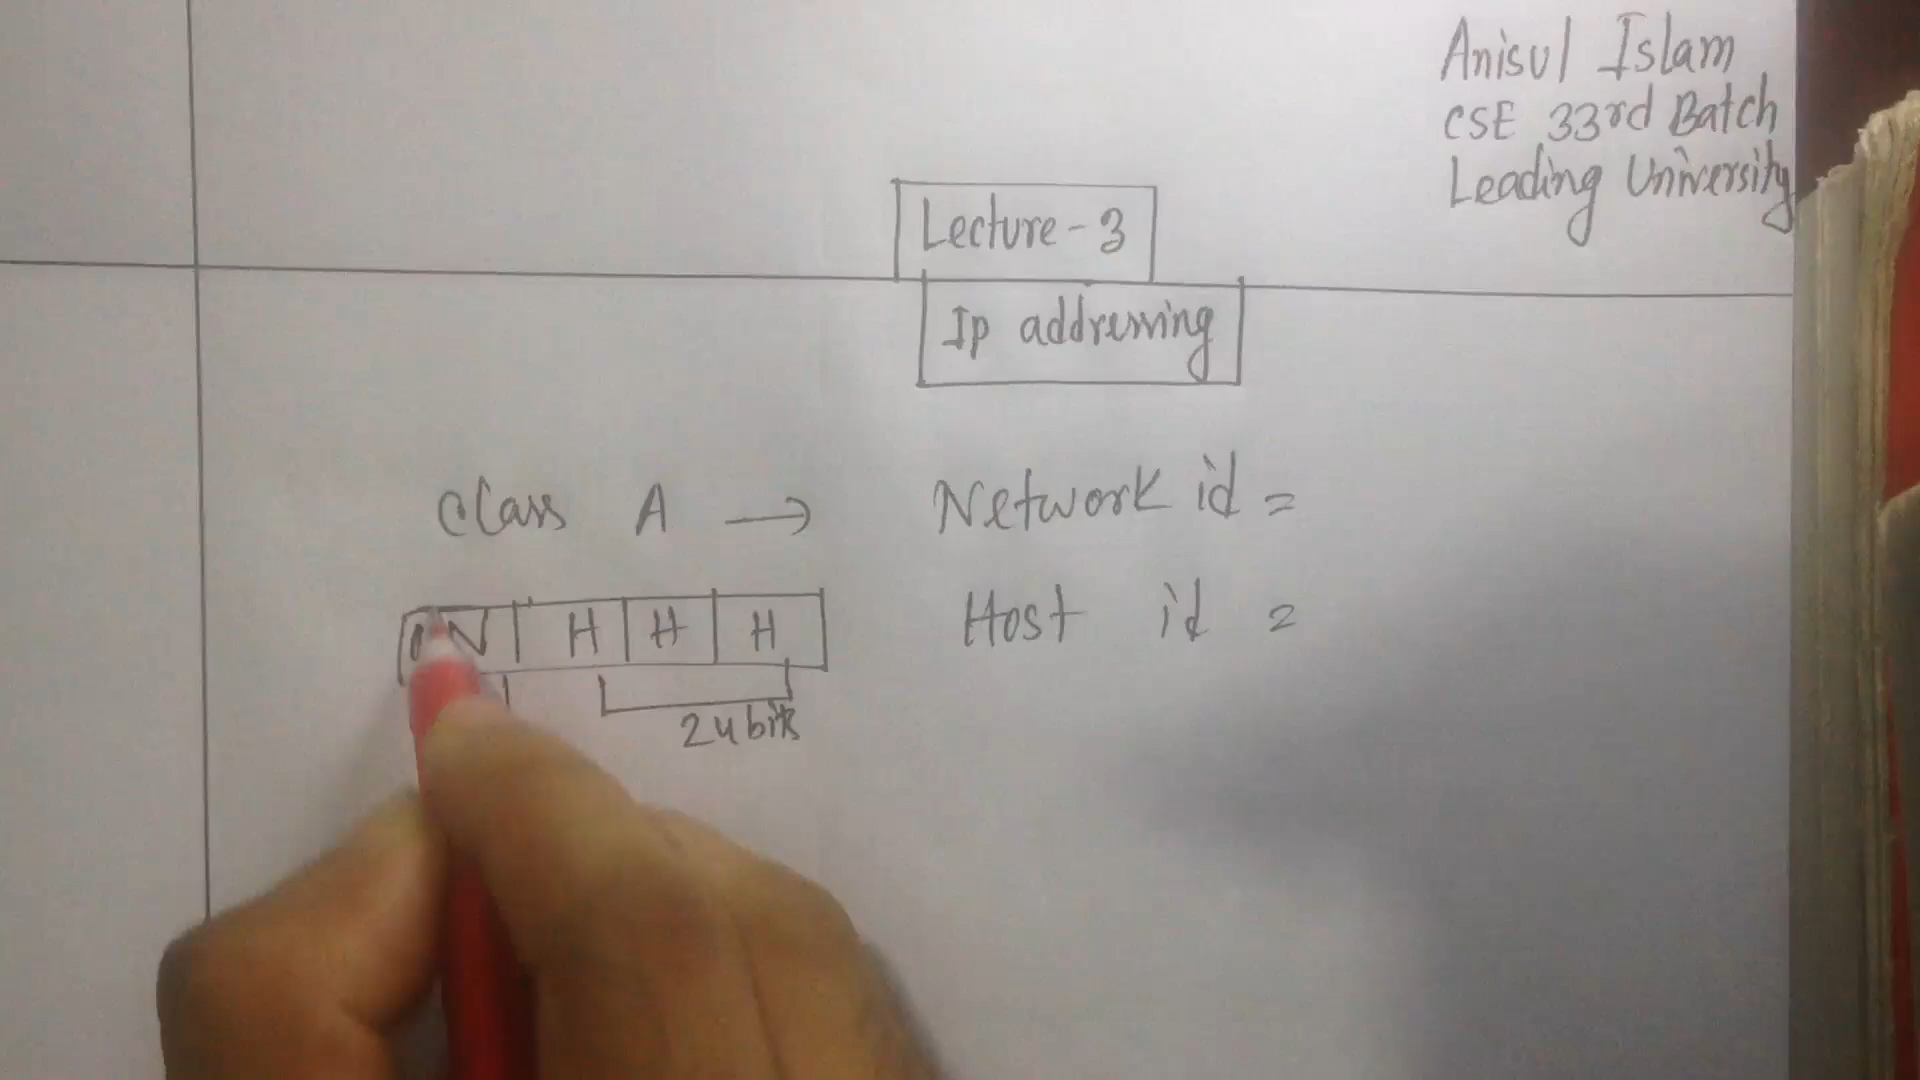 Anisul Islam
CSE 33rd Batch
Leading University
Lecture - 3
Ip addressing
class A → Network id =
N H H H
Host id =
24 bits